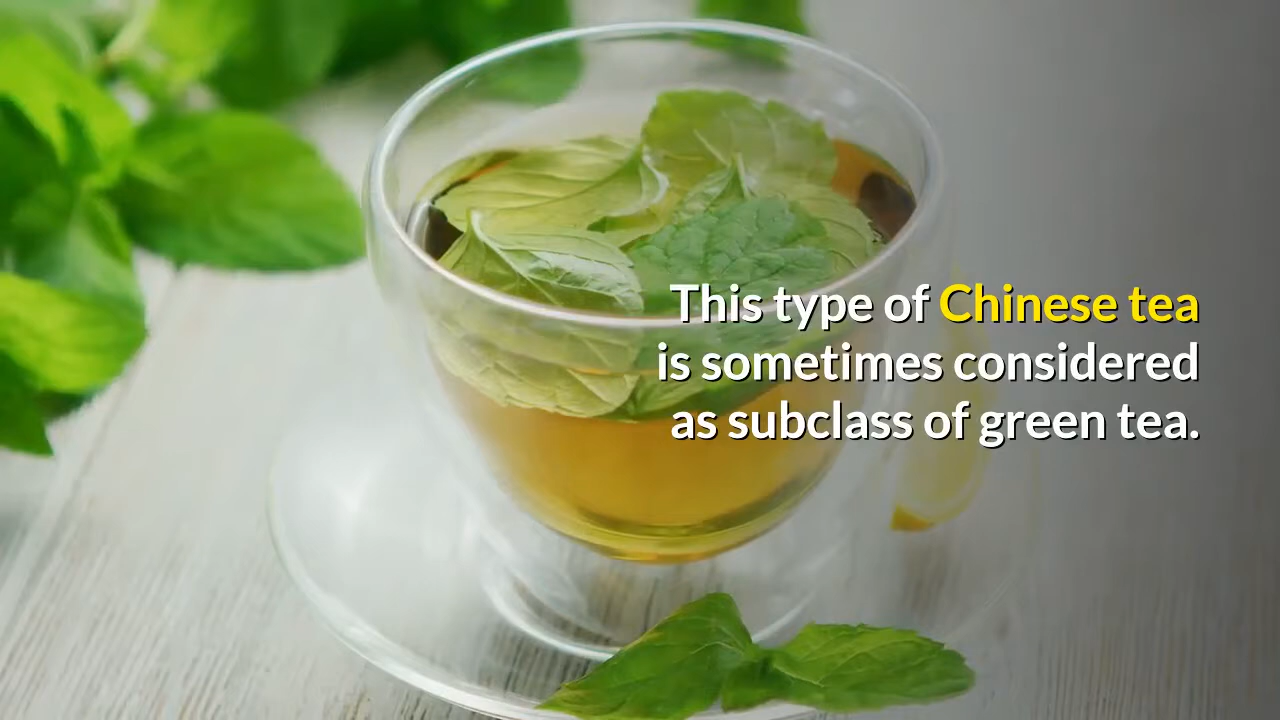 This type of Chinese tea
is sometimes considered
as subclass of green tea.